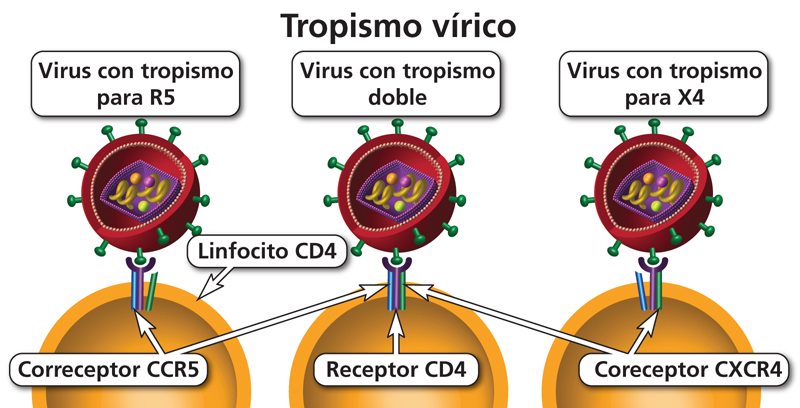 Tropismo vírico
Virus con tropismo
para R5
Virus con tropismo
doble
Virus con tropismo
para X4
Linfocito CD4
Correceptor CCR5
Receptor CD4
Coreceptor CXCR4